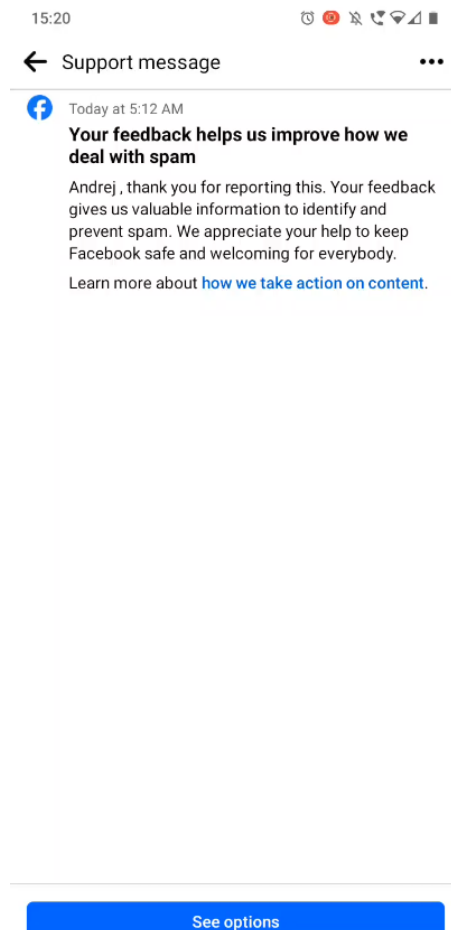 15:20
Support message
Today at 5:12 AM
Your feedback helps us improve how we
deal with spam
Andrej , thank you for reporting this. Your feedback
gives us valuable information to identify and
prevent spam. We appreciate your help to keep
Facebook safe and welcoming for everybody.
Learn more about how we take action on content.
See options